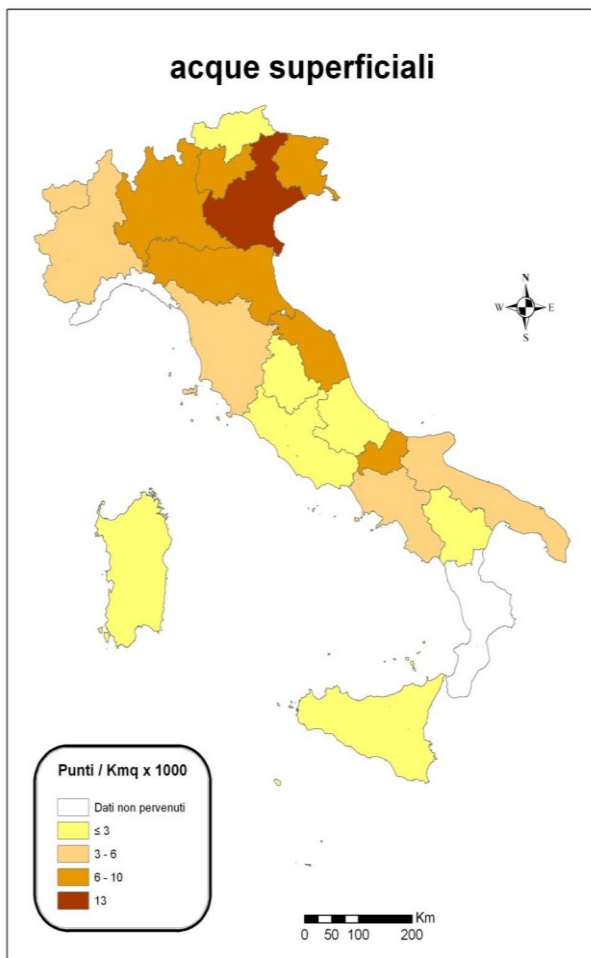 acque superficiali
N
W E
S
Punti / Kmq x 1000
Dati non pervenuti
≤ 3
3 - 6
6 - 10
13
Km
0 50 100 200